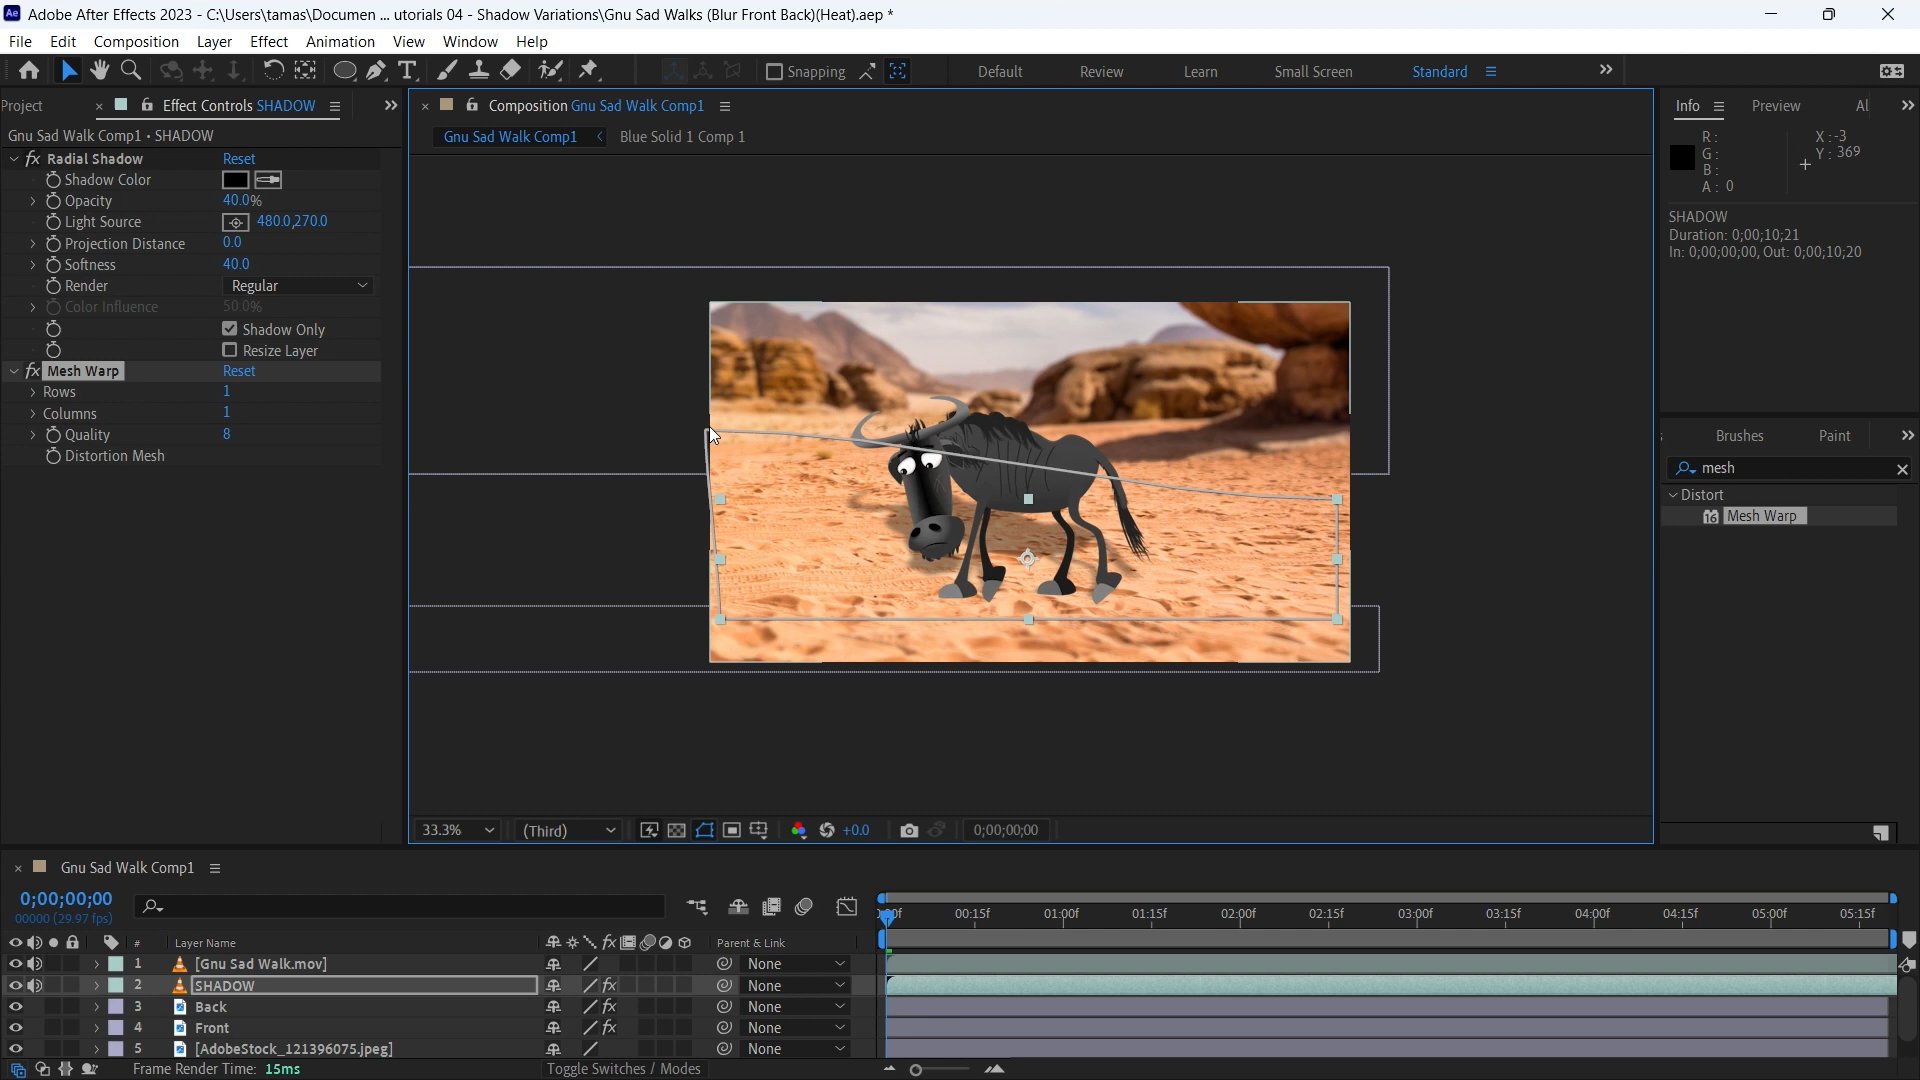 Adobe After Effects 2023 - C:\Users\tamas\Documen ... utorials 04 - Shadow Variations\Gnu Sad Walks (Blur Front Back)(Heat).aep *
File Edit Composition Layer Effect Animation View Window Help
Snapping Default Review Learn Small Screen Standard
Project Effect Controls SHADOW
Composition Gnu Sad Walk Comp1
Info Preview Al
Gnu Sad Walk Comp1 • SHADOW
Gnu Sad Walk Comp1 Blue Solid 1 Comp 1
R :
G :
B :
A : 0
X : -3
Y : 369
SHADOW
Duration: 0;00;10;21
In: 0;00;00;00, Out: 0;00;10;20
fx Radial Shadow Reset
Shadow Color
Opacity 40.0%
Light Source 480.0,270.0
Projection Distance 0.0
Softness 40.0
Render Regular
Color Influence 50.0%
Shadow Only
Resize Layer
fx Mesh Warp Reset
Rows 1
Columns 1
Quality 8
Distortion Mesh
Brushes Paint
mesh
Distort
16 Mesh Warp
33.3% (Third) +0.0 0;00;00;00
Gnu Sad Walk Comp1
0;00;00;00
00000 (29.97 fps)
00:15f 01:00f 01:15f 02:00f 02:15f 03:00f 03:15f 04:00f 04:15f 05:00f 05:15f
# Layer Name fx Parent & Link
1 [Gnu Sad Walk.mov] None
2 SHADOW fx None
3 Back fx None
4 Front fx None
5 [AdobeStock_121396075.jpeg] None
Frame Render Time: 15ms Toggle Switches / Modes